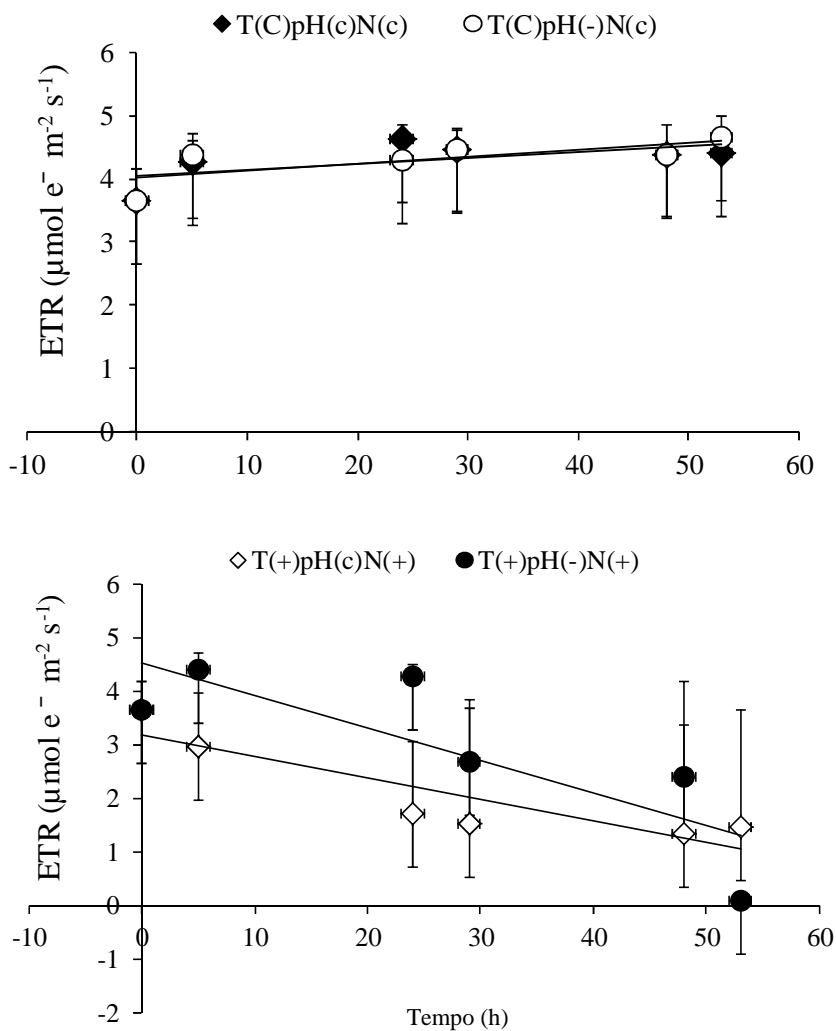 T(C)pH(c)N(c) T(C)pH(-)N(c)
6
5
4
3
2
1
0
ETR (µmol e⁻ m⁻² s⁻¹)
-10 0 10 20 30 40 50 60
T(+)pH(c)N(+) T(+)pH(-)N(+)
6
5
4
3
2
1
0
-1
-2
ETR (µmol e⁻ m⁻² s⁻¹)
-10 0 10 20 30 40 50 60
Tempo (h)